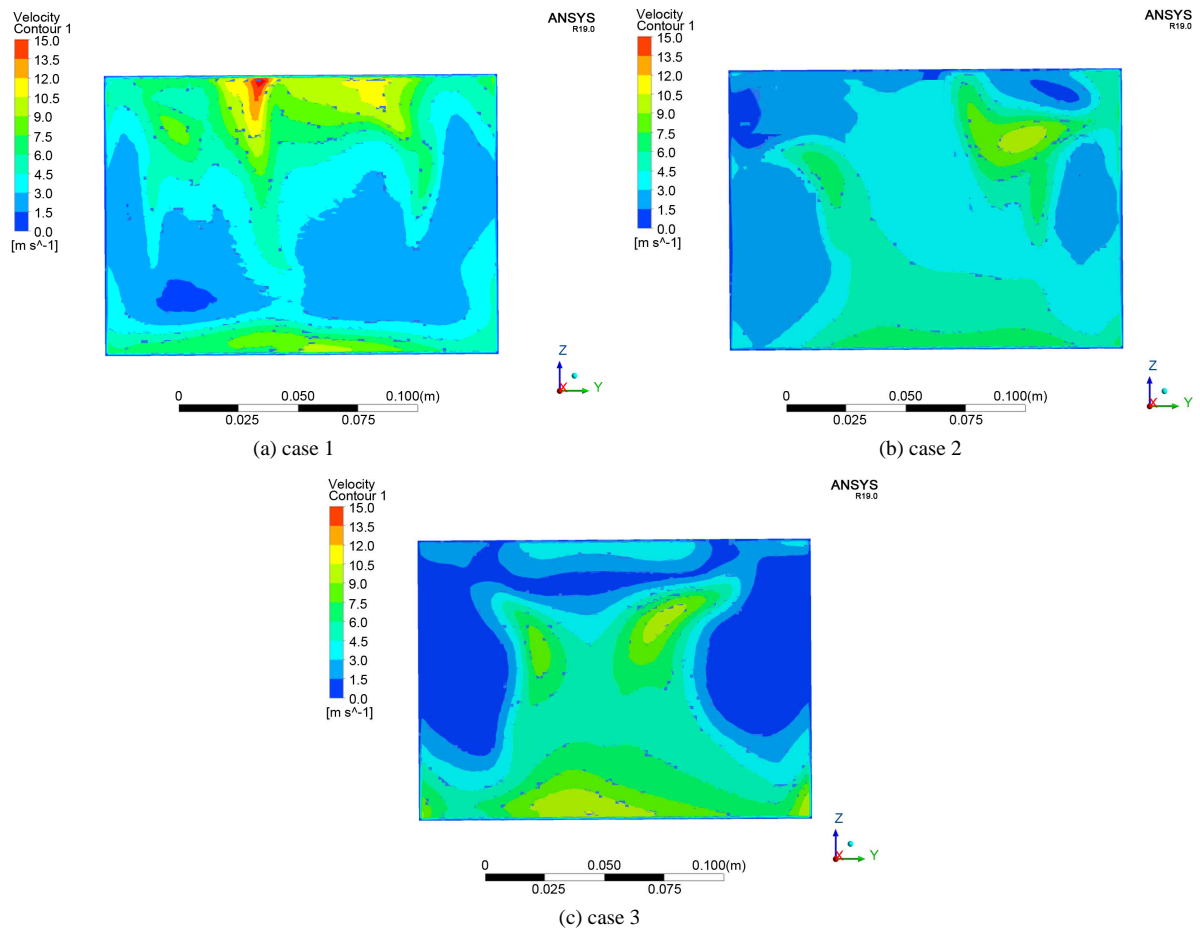 Velocity
Contour 1
15.0
13.5
12.0
10.5
9.0
7.5
6.0
4.5
3.0
1.5
0.0
[m s^-1]
ANSYS
R19.0
Z
X
Y
0 0.050 0.100(m)
0.025 0.075
(a) case 1
Velocity
Contour 1
15.0
13.5
12.0
10.5
9.0
7.5
6.0
4.5
3.0
1.5
0.0
[m s^-1]
ANSYS
R19.0
Z
X
Y
0 0.050 0.100(m)
0.025 0.075
(b) case 2
Velocity
Contour 1
15.0
13.5
12.0
10.5
9.0
7.5
6.0
4.5
3.0
1.5
0.0
[m s^-1]
ANSYS
R19.0
Z
X
Y
0 0.050 0.100(m)
0.025 0.075
(c) case 3